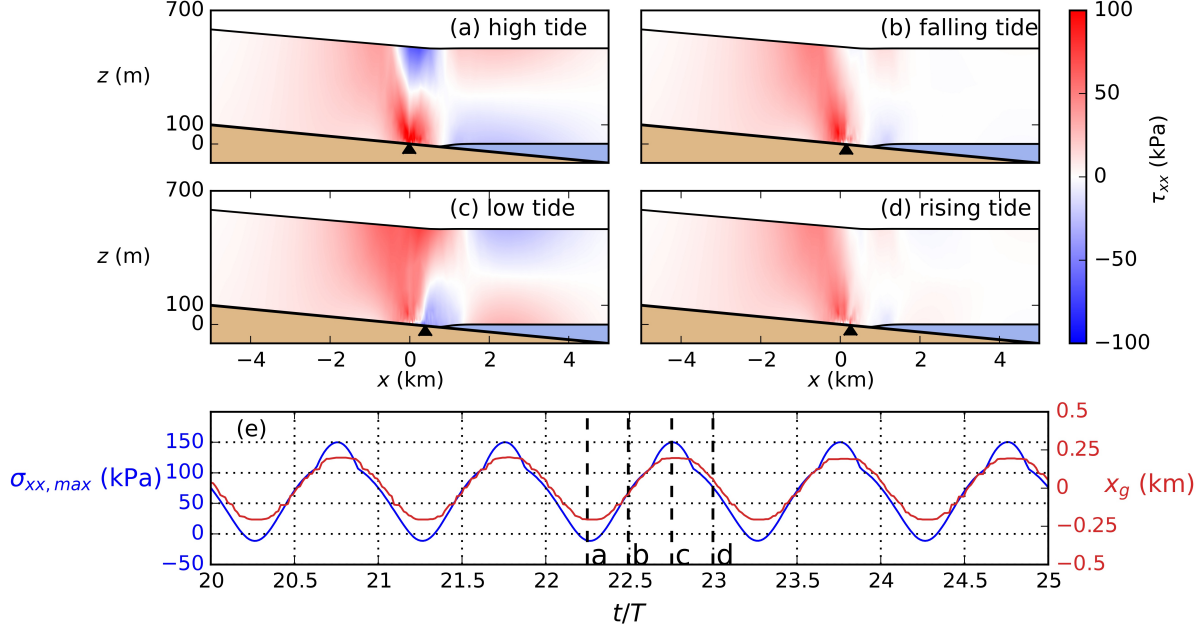 700
(a) high tide
(b) falling tide
100
z (m)
50
100
0
0
τxx (kPa)
700
(c) low tide
(d) rising tide
z (m)
−50
100
0
−100
−4 −2 0 2 4
−4 −2 0 2 4
x (km)
x (km)
(e)
0.5
150
0.25
σxx,max (kPa)
100
xg (km)
50
0
0
−0.25
−50
−0.5
a b c d
20 20.5 21 21.5 22 22.5 23 23.5 24 24.5 25
t/T